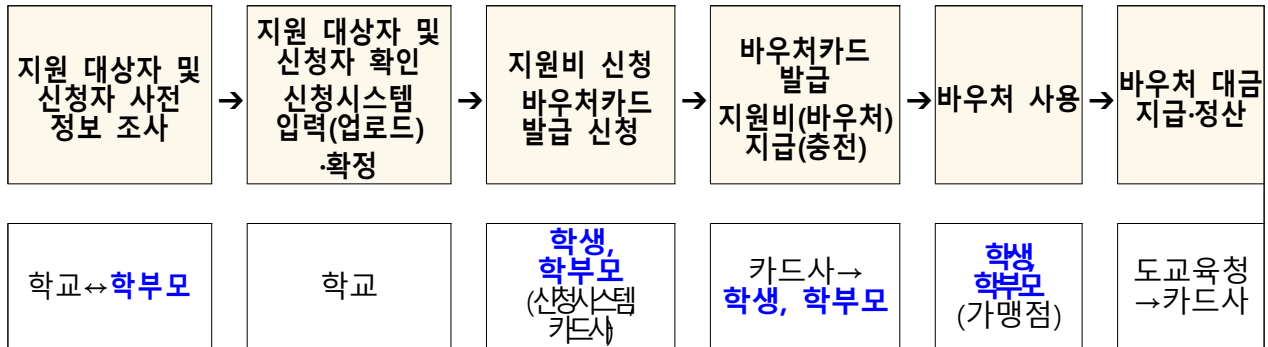 지원 대상자 및
신청자 사전
정보 조사
➔
지원 대상자 및
신청자 확인
신청시스템
입력(업로드)
·확정
➔
지원비 신청
바우처카드
발급 신청
➔
바우처카드
발급
지원비(바우처)
지급(충전)
➔
바우처 사용
➔
바우처 대금
지급·정산
학교↔학부모
학교
학생,
학부모
(신청시스템,
카드사)
카드사→
학생, 학부모
학생,
학부모
(가맹점)
도교육청
→카드사